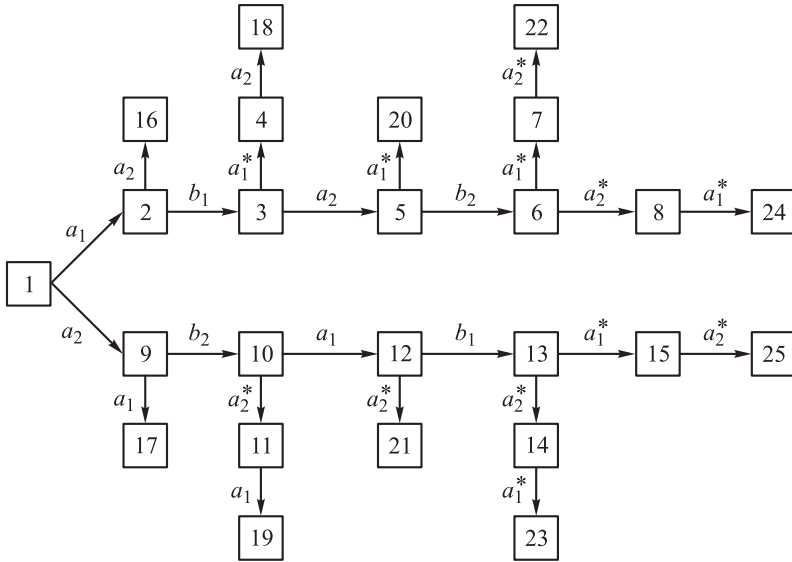 18 22
a₂ a₂*
16 4 20 7
a₂ a₁* a₁* a₁*
2 b₁ 3 a₂ 5 b₂ 6 a₂* 8 a₁* 24
a₁
1
a₂
9 b₂ 10 a₁ 12 b₁ 13 a₁* 15 a₂* 25
a₁ a₂* a₂* a₂*
17 11 21 14
a₁ a₁*
19 23